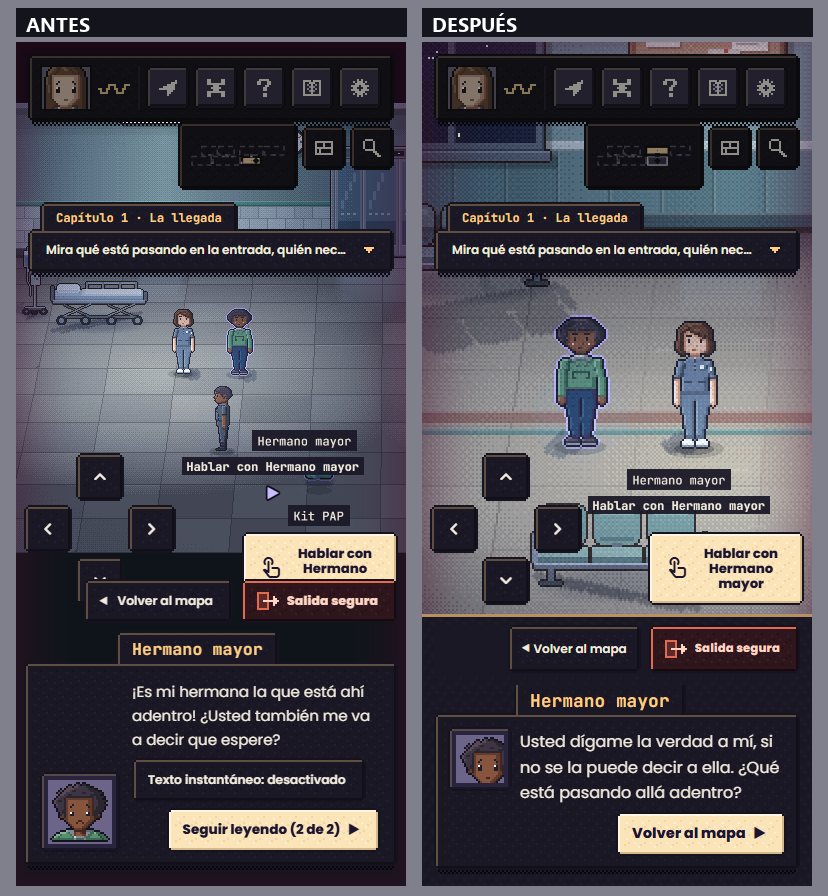 ANTES
?
Capítulo 1 · La llegada
Mira qué está pasando en la entrada, quién nec...
Hermano mayor
Hablar con Hermano mayor
Kit PAP
Hablar con
Hermano
Volver al mapa
Salida segura
Hermano mayor
¡Es mi hermana la que está ahí
adentro! ¿Usted también me va
a decir que espere?
Texto instantáneo: desactivado
Seguir leyendo (2 de 2)
DESPUÉS
?
Capítulo 1 · La llegada
Mira qué está pasando en la entrada, quién nec...
Hermano mayor
Hablar con Hermano mayor
Hablar con
Hermano
mayor
Volver al mapa
Salida segura
Hermano mayor
Usted dígame la verdad a mí, si
no se la puede decir a ella. ¿Qué
está pasando allá adentro?
Volver al mapa